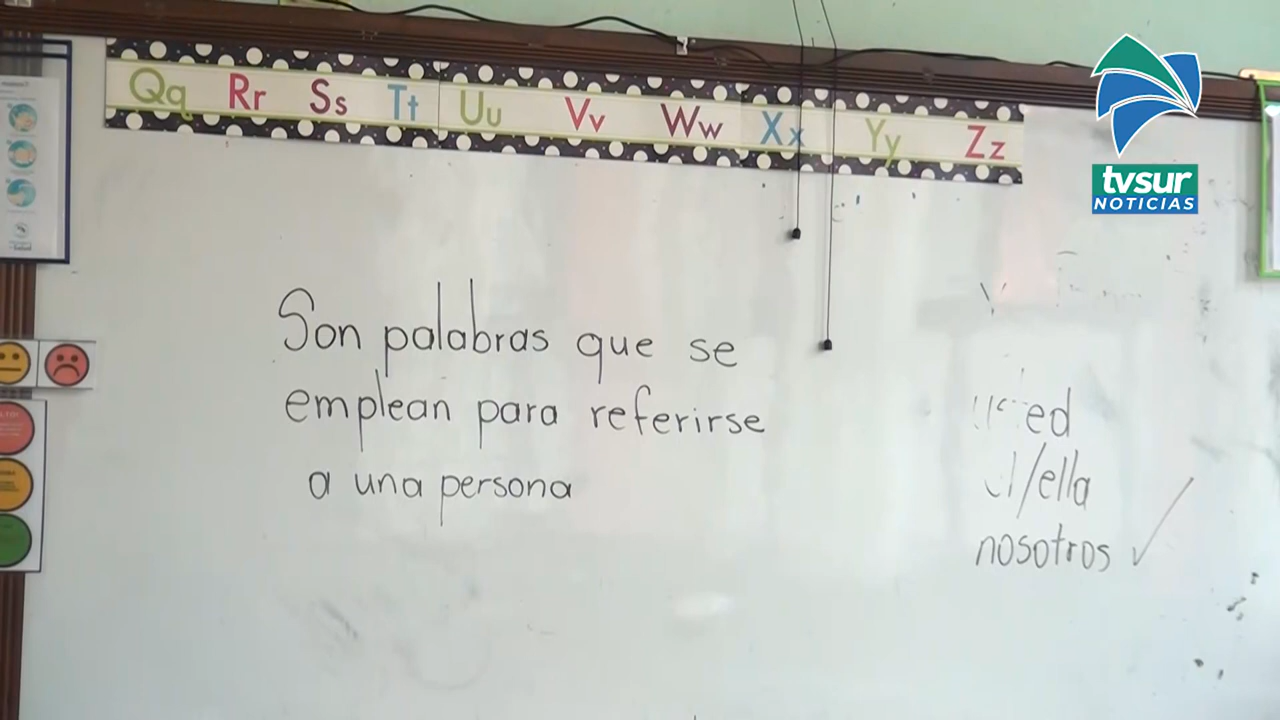 Qq Rr Ss Tt Uu Vv Ww Xx Yy Zz
tvsur
NOTICIAS
Son palabras que se
emplean para referirse
a una persona
él/ella
nosotros ✓